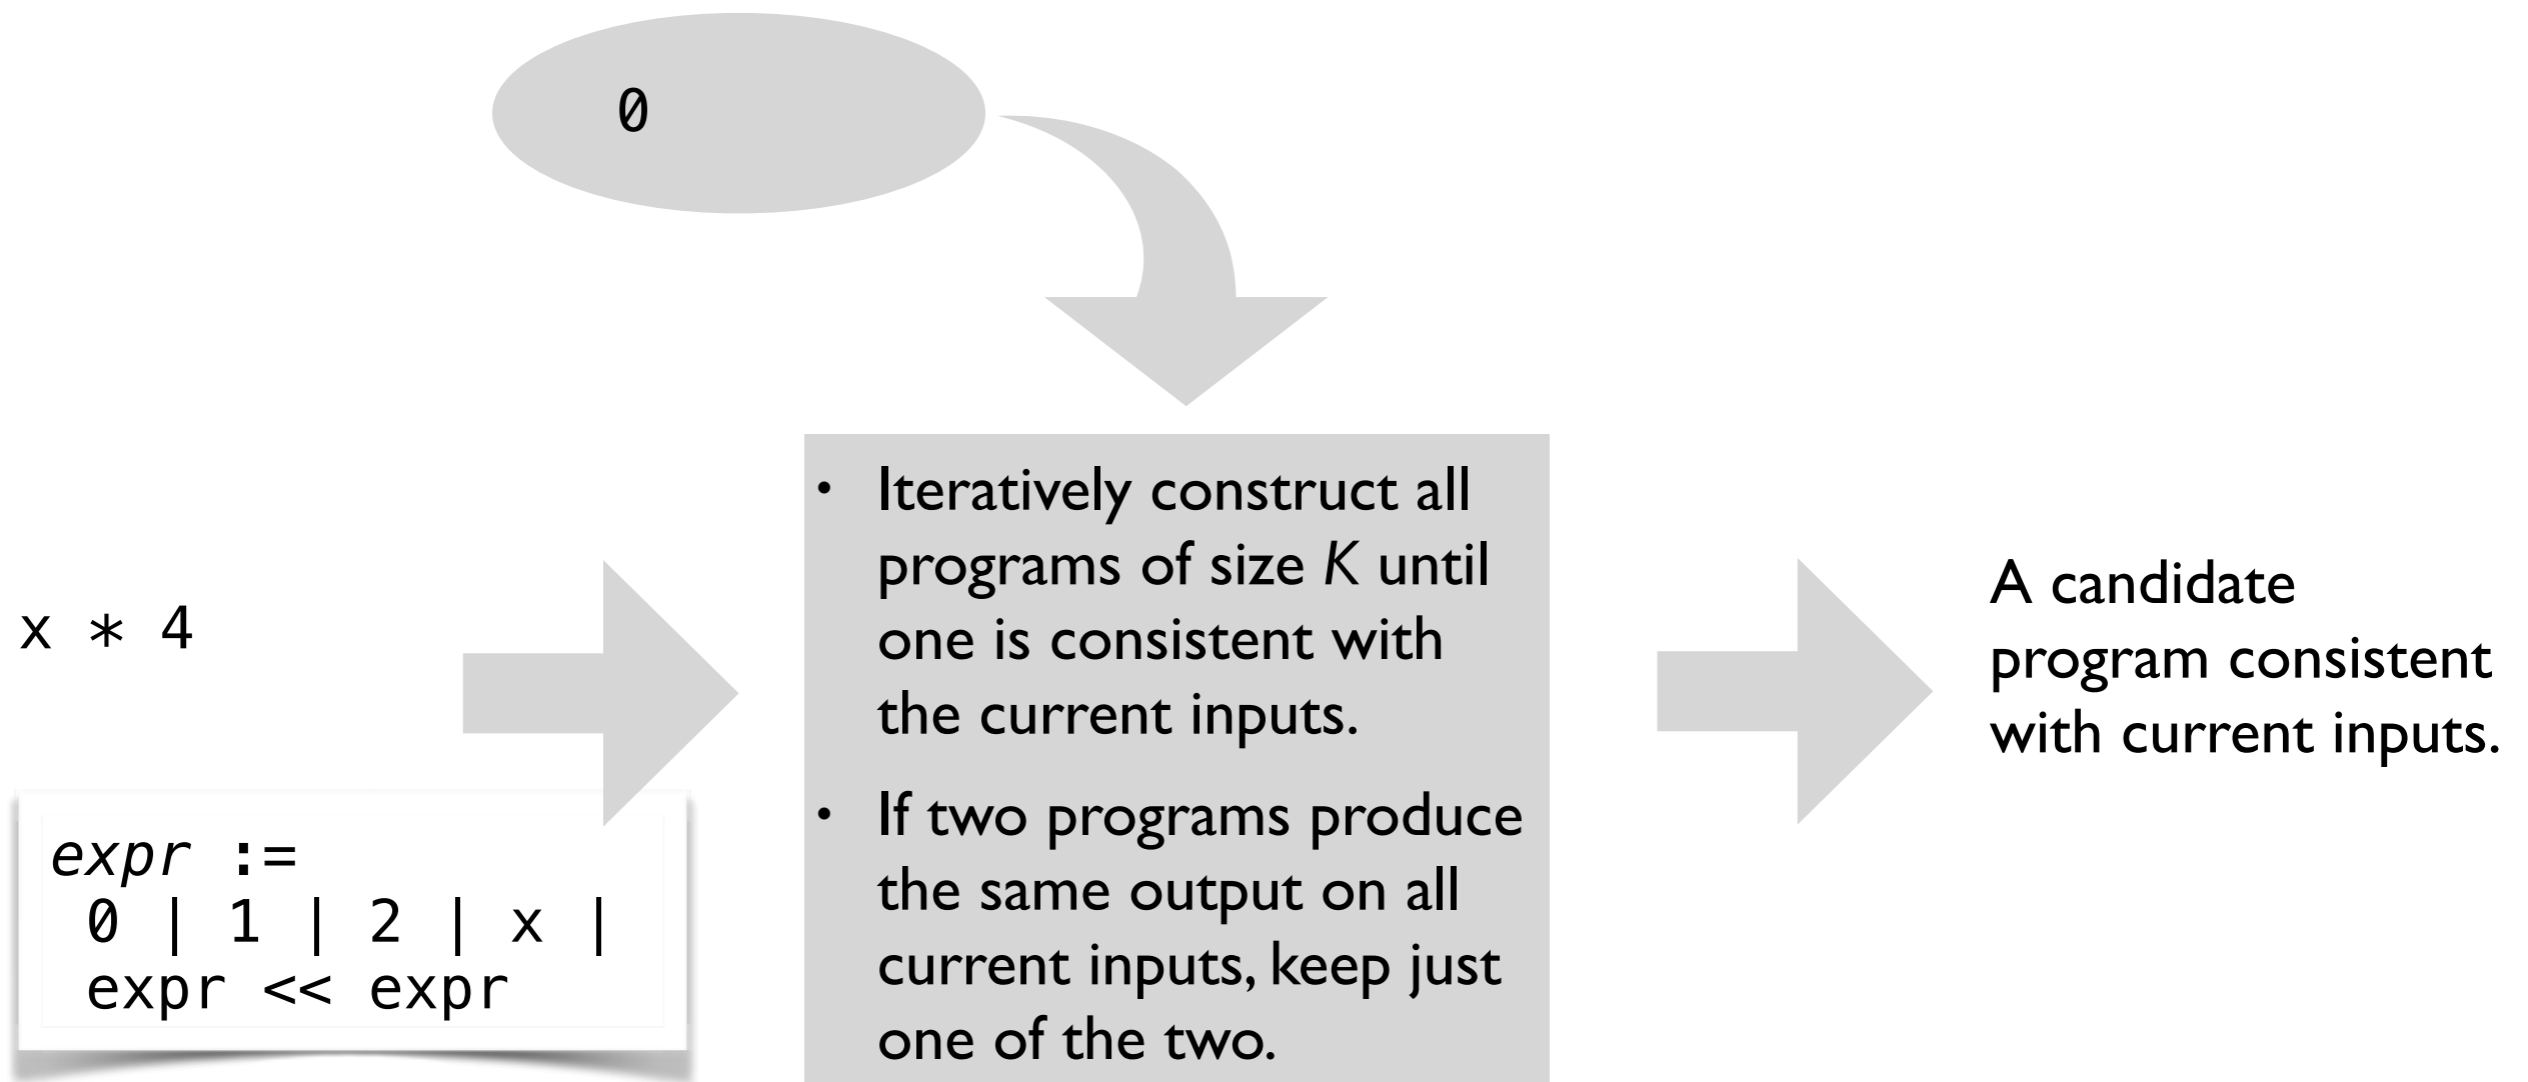 0
x * 4
expr :=
0 | 1 | 2 | x |
expr << expr
• Iteratively construct all
programs of size K until
one is consistent with
the current inputs.
• If two programs produce
the same output on all
current inputs, keep just
one of the two.
A candidate
program consistent
with current inputs.